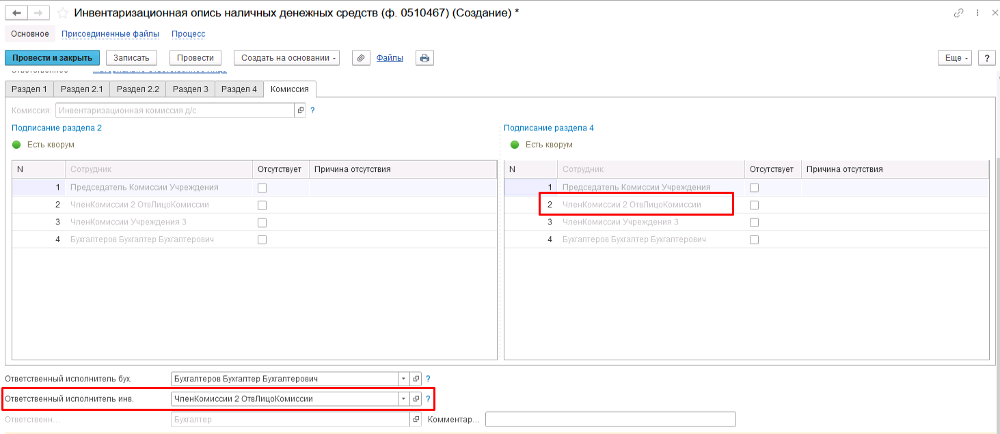 Инвентаризационная опись наличных денежных средств (ф. 0510467) (Создание) *
Основное Присоединенные файлы Процесс
Провести и закрыть Записать Провести Создать на основании Файлы Еще ?
Ответственное материально ответственное лицо
Раздел 1 Раздел 2.1 Раздел 2.2 Раздел 3 Раздел 4 Комиссия
Комиссия: Инвентаризационная комиссия д/с ?
Подписание раздела 2
Есть кворум
N Сотрудник Отсутствует Причина отсутствия
1 Председатель Комиссии Учреждения
2 ЧленКомиссии 2 ОтвЛицоКомиссии
3 ЧленКомиссии Учреждения 3
4 Бухгалтеров Бухгалтер Бухгалтерович
Подписание раздела 4
Есть кворум
N Сотрудник Отсутствует Причина отсутствия
1 Председатель Комиссии Учреждения
2 ЧленКомиссии 2 ОтвЛицоКомиссии
3 ЧленКомиссии Учреждения 3
4 Бухгалтеров Бухгалтер Бухгалтерович
Ответственный исполнитель бух. Бухгалтеров Бухгалтер Бухгалтерович ?
Ответственный исполнитель инв. ЧленКомиссии 2 ОтвЛицоКомиссии ?
Ответственн... Бухгалтер Комментар...